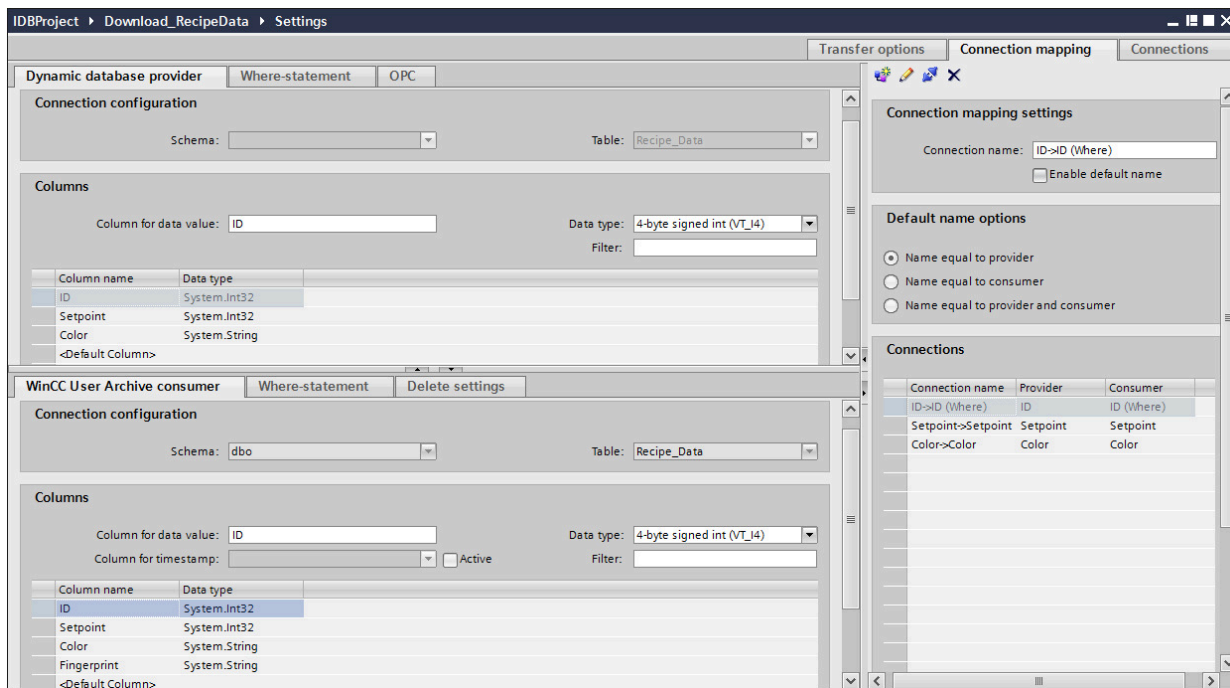 IDBProject ▸ Download_RecipeData ▸ Settings
Transfer options Connection mapping Connections
Dynamic database provider Where-statement OPC
Connection configuration
Schema: Table: Recipe_Data
Columns
Column for data value: ID Data type: 4-byte signed int (VT_I4)
Filter:
Column name Data type
ID System.Int32
Setpoint System.Int32
Color System.String
<Default Column>
WinCC User Archive consumer Where-statement Delete settings
Connection configuration
Schema: dbo Table: Recipe_Data
Columns
Column for data value: ID Data type: 4-byte signed int (VT_I4)
Column for timestamp: Active Filter:
Column name Data type
ID System.Int32
Setpoint System.Int32
Color System.String
Fingerprint System.String
<Default Column>
Connection mapping settings
Connection name: ID->ID (Where)
Enable default name
Default name options
Name equal to provider
Name equal to consumer
Name equal to provider and consumer
Connections
Connection name Provider Consumer
ID->ID (Where) ID ID (Where)
Setpoint->Setpoint Setpoint Setpoint
Color->Color Color Color